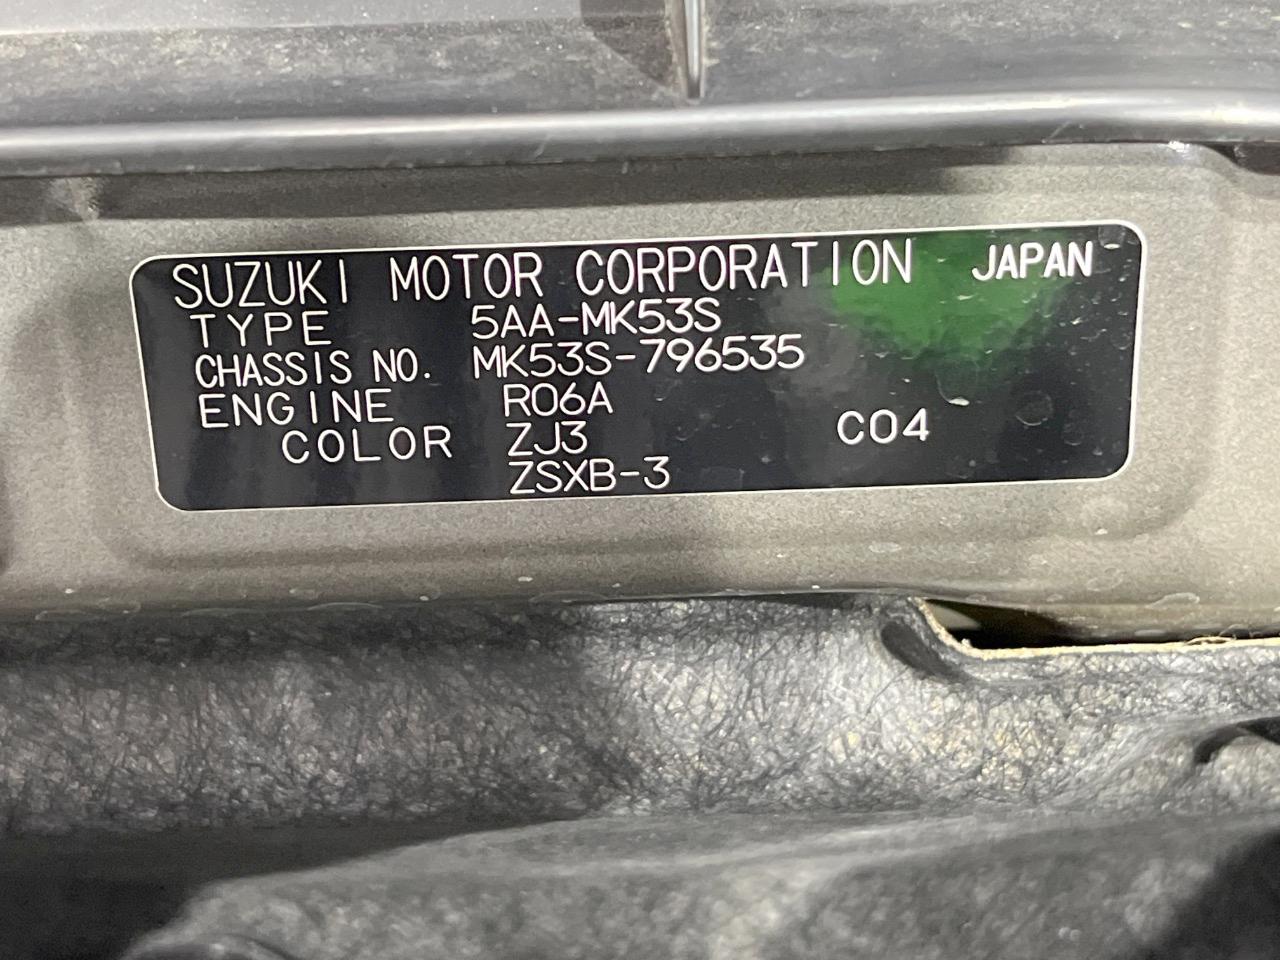 SUZUKI MOTOR CORPORATION JAPAN
TYPE 5AA-MK53S
CHASSIS NO. MK53S-796535
ENGINE R06A
COLOR ZJ3 C04
ZSXB-3